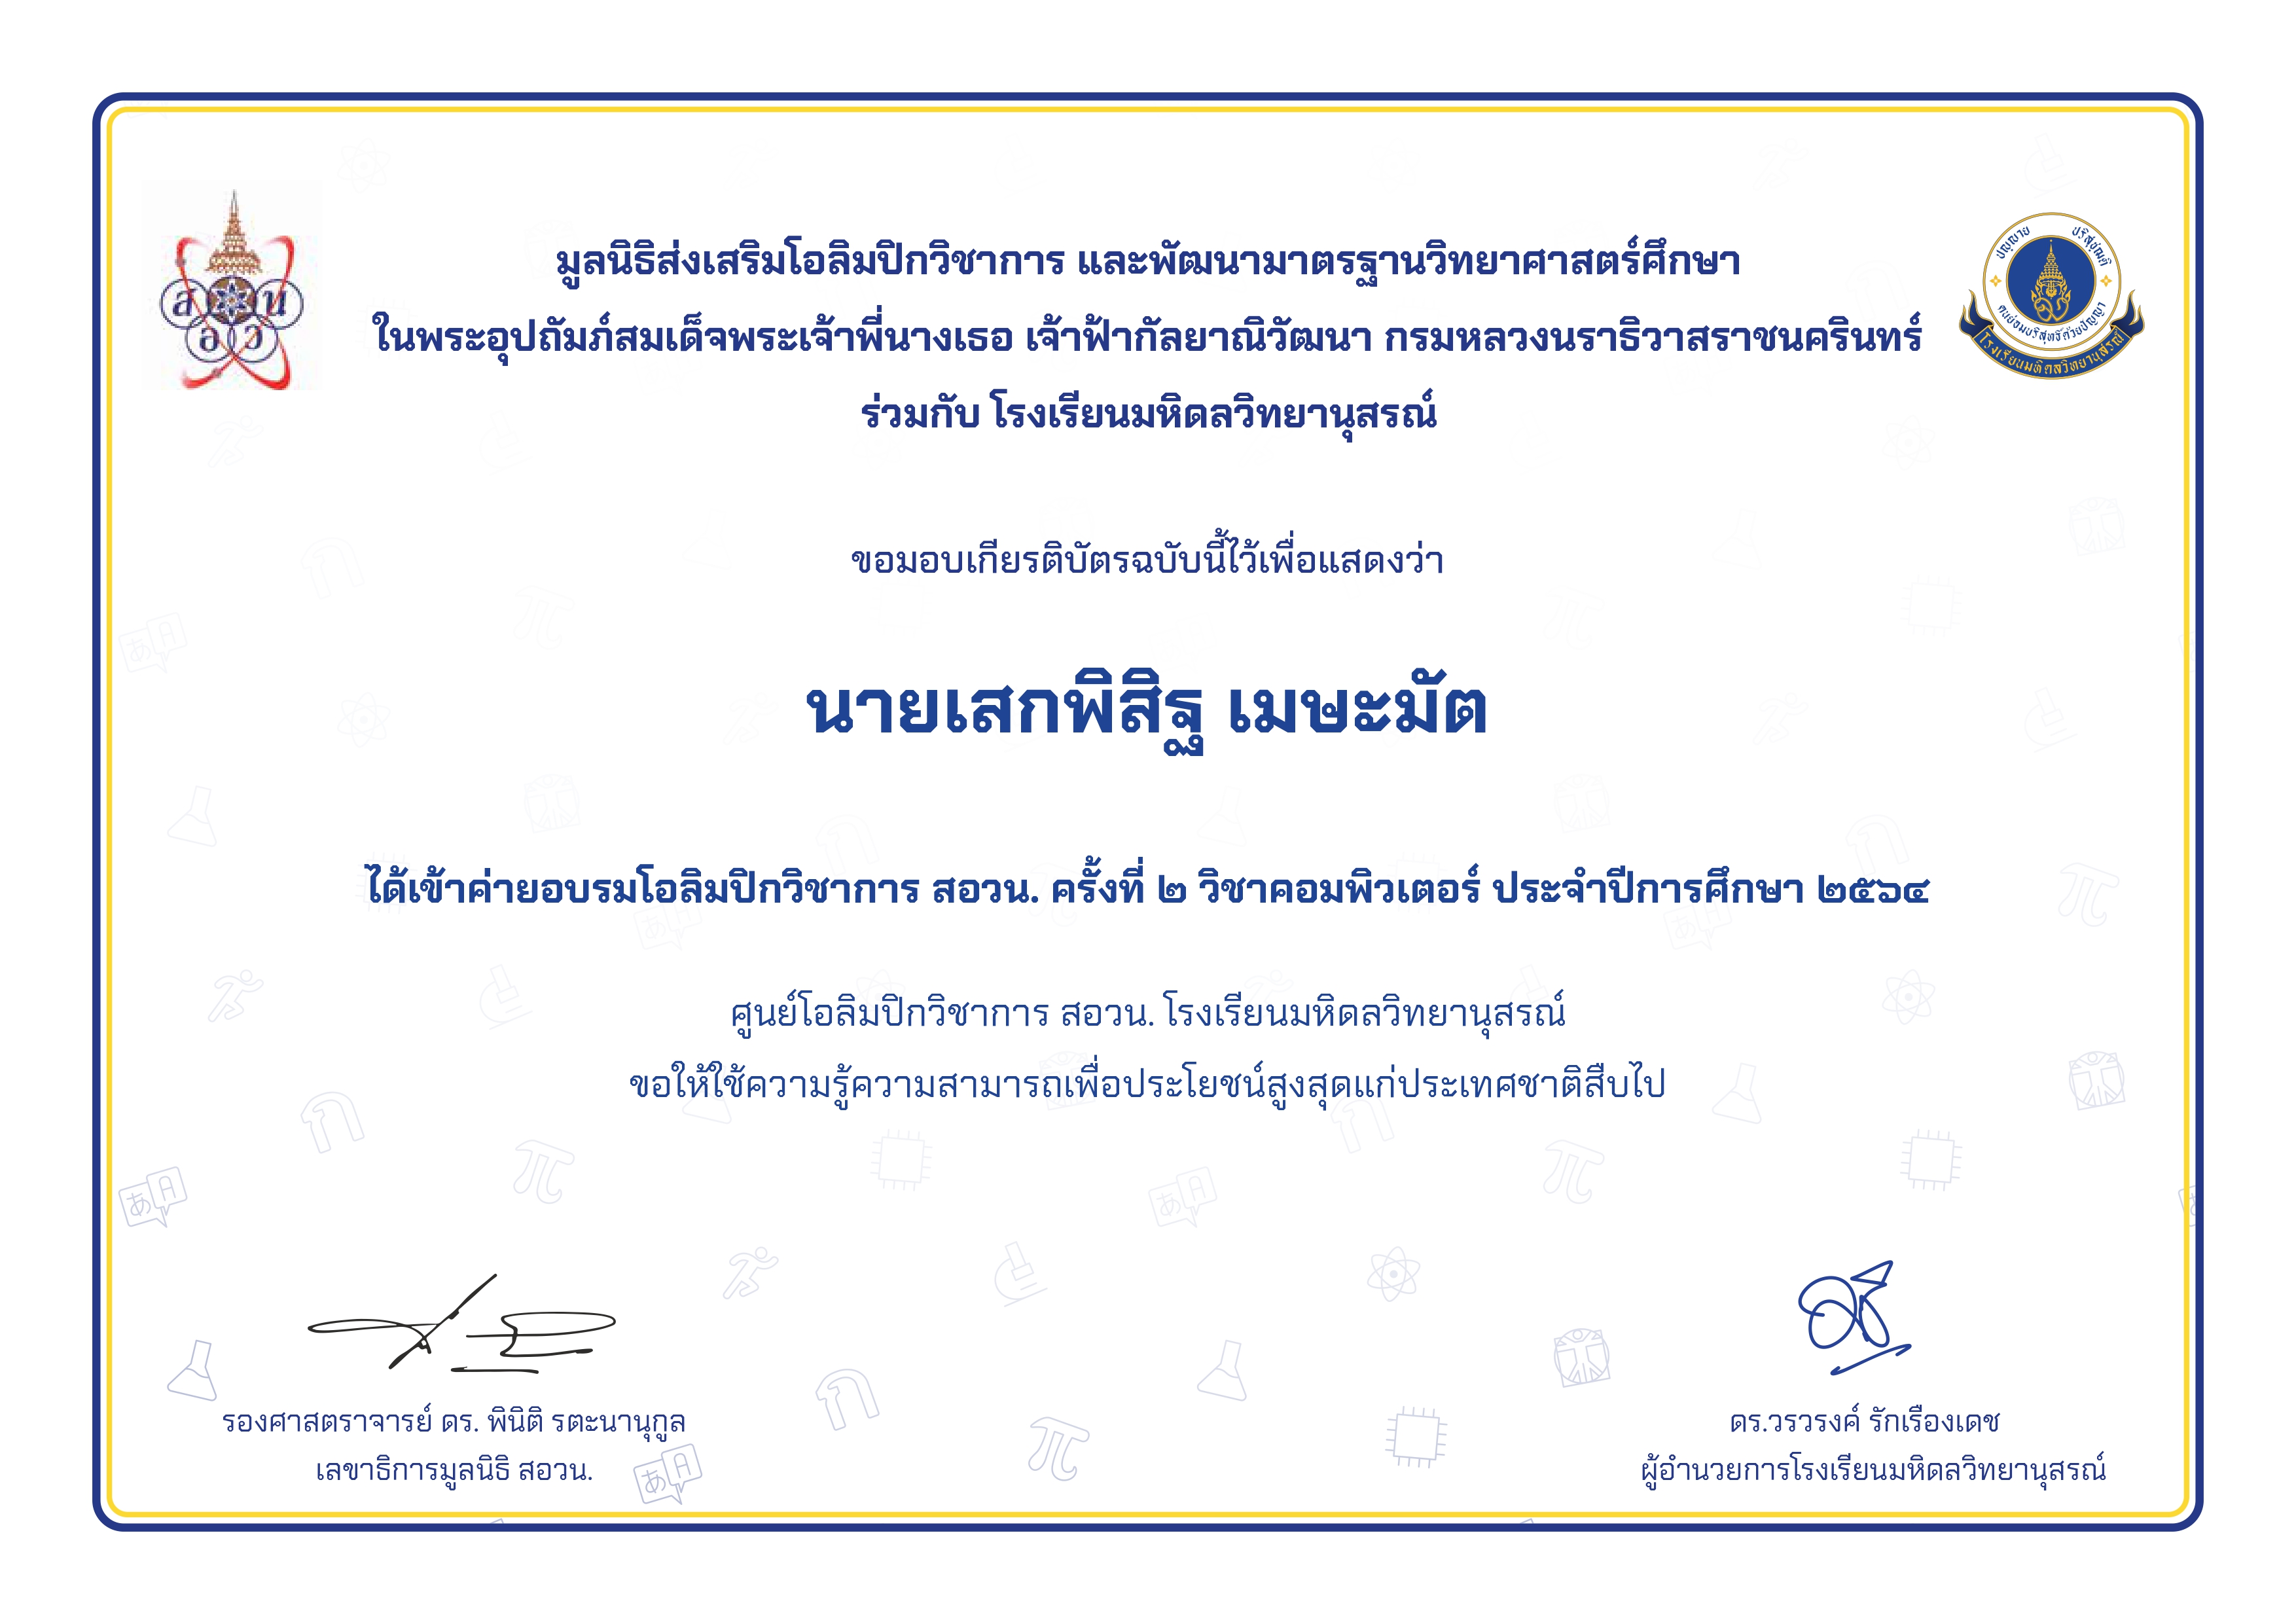 มูลนิธิส่งเสริมโอลิมปิกวิชาการ และพัฒนามาตรฐานวิทยาศาสตร์ศึกษา
ในพระอุปถัมภ์สมเด็จพระเจ้าพี่นางเธอ เจ้าฟ้ากัลยาณิวัฒนา กรมหลวงนราธิวาสราชนครินทร์
ร่วมกับ โรงเรียนมหิดลวิทยานุสรณ์
ส อ ว น
ปญฺญาย ปริสุชฺฌติ
คนย่อมบริสุทธิ์ด้วยปัญญา
โรงเรียนมหิดลวิทยานุสรณ์
ขอมอบเกียรติบัตรฉบับนี้ไว้เพื่อแสดงว่า
นายเสกพิสิฐ เมษะมัต
ได้เข้าค่ายอบรมโอลิมปิกวิชาการ สอวน. ครั้งที่ ๒ วิชาคอมพิวเตอร์ ประจำปีการศึกษา ๒๕๖๔
ศูนย์โอลิมปิกวิชาการ สอวน. โรงเรียนมหิดลวิทยานุสรณ์
ขอให้ใช้ความรู้ความสามารถเพื่อประโยชน์สูงสุดแก่ประเทศชาติสืบไป
รองศาสตราจารย์ ดร. พินิติ รตะนานุกูล
เลขาธิการมูลนิธิ สอวน.
ดร.วรวรงค์ รักเรืองเดช
ผู้อำนวยการโรงเรียนมหิดลวิทยานุสรณ์